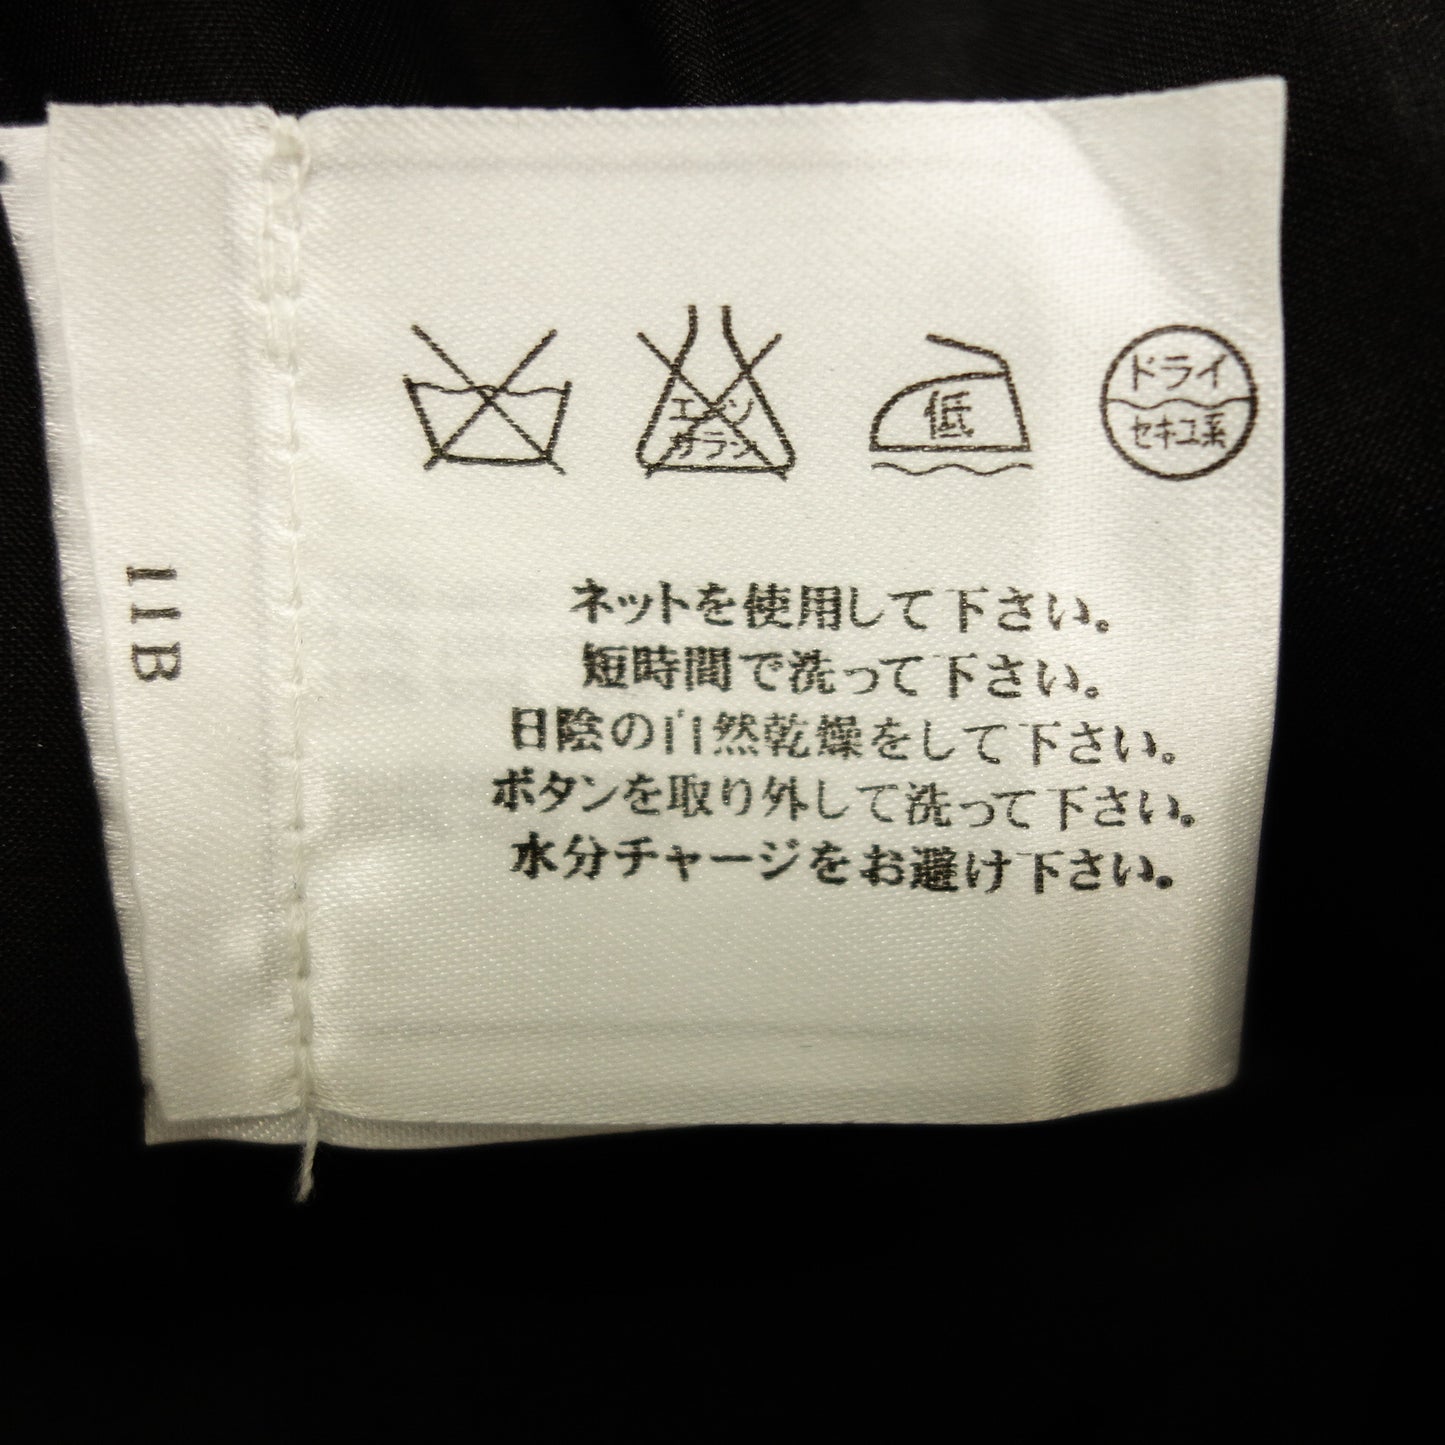 エンソ
サラシ
低
ドライ
セキユ系
ネットを使用して下さい。
短時間で洗って下さい。
日陰の自然乾燥をして下さい。
ボタンを取り外して洗って下さい。
水分チャージをお避け下さい。
11B